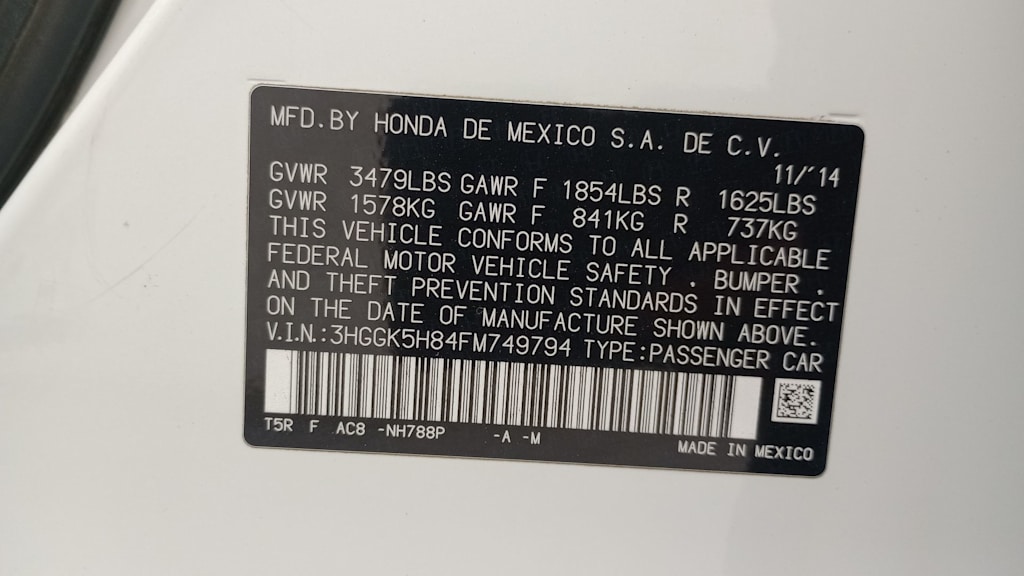 MFD.BY HONDA DE MEXICO S.A. DE C.V.
11/'14
GVWR 3479LBS GAWR F 1854LBS R 1625LBS
GVWR 1578KG GAWR F 841KG R 737KG
THIS VEHICLE CONFORMS TO ALL APPLICABLE
FEDERAL MOTOR VEHICLE SAFETY , BUMPER ,
AND THEFT PREVENTION STANDARDS IN EFFECT
ON THE DATE OF MANUFACTURE SHOWN ABOVE.
V.I.N.:3HGGK5H84FM749794 TYPE:PASSENGER CAR
T5R F AC8 -NH788P -A -M
MADE IN MEXICO